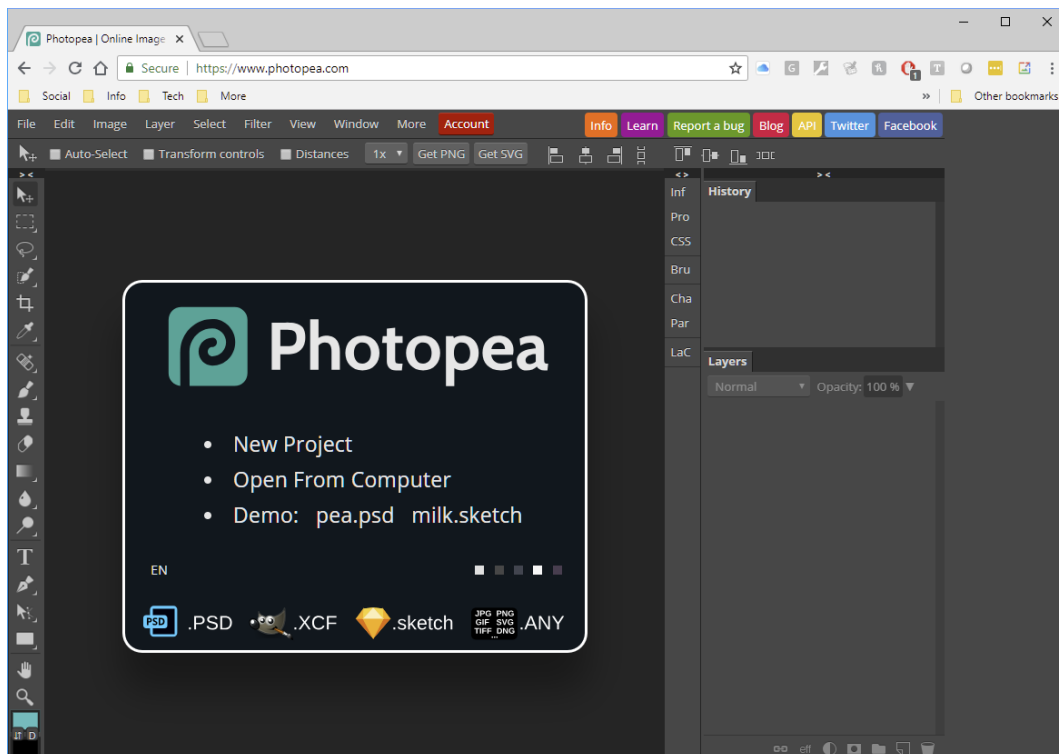 Photopea | Online Image
Secure | https://www.photopea.com
Social Info Tech More » Other bookmarks
File Edit Image Layer Select Filter View Window More Account Info Learn Report a bug Blog API Twitter Facebook
Auto-Select Transform controls Distances 1x Get PNG Get SVG
Inf
History
Pro
CSS
Bru
Cha
Par
LaC
Layers
Normal Opacity: 100 %
Photopea
New Project
Open From Computer
Demo: pea.psd milk.sketch
EN
PSD .PSD .XCF .sketch JPG PNG GIF SVG TIFF DNG ... .ANY
T
D
eff